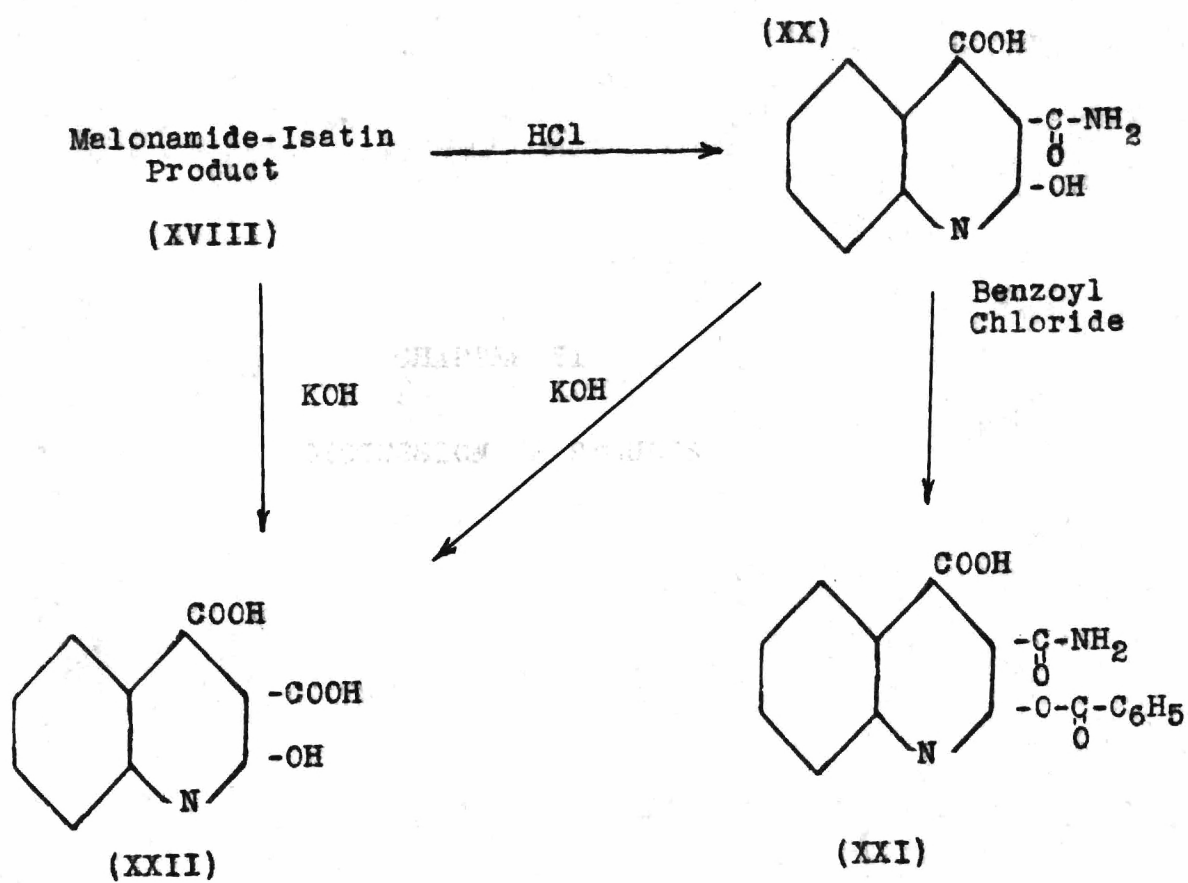 (XX)
COOH
Malonamide-Isatin
Product
(XVIII)
HCl
-C-NH2
O
-OH
N
Benzoyl
Chloride
KOH
KOH
COOH
-COOH
-OH
N
(XXII)
COOH
-C-NH2
O
-O-C-C6H5
O
N
(XXI)